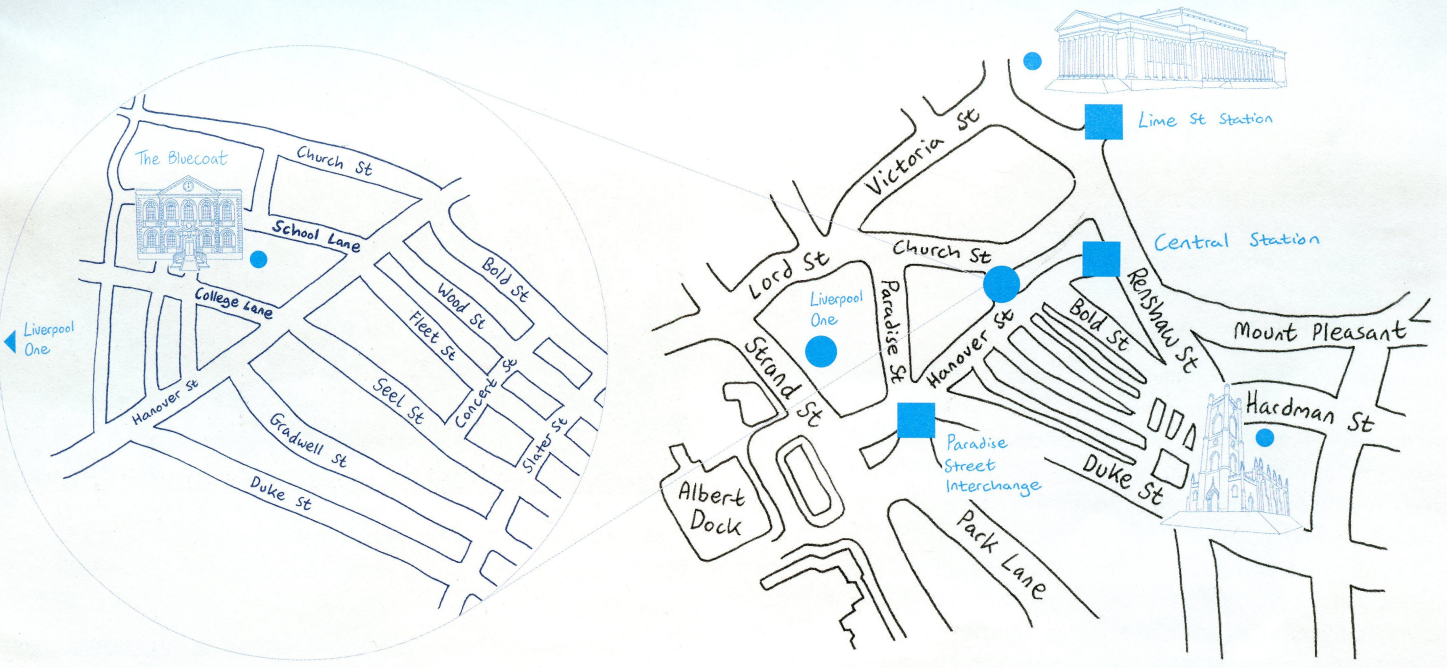 The Bluecoat
Church St
School Lane
College Lane
Liverpool
One
Hanover St
Bold St
Wood St
Fleet St
Concert St
Seel St
Slater St
Gradwell St
Duke St
Lime St Station
Victoria St
Central Station
Church St
Lord St
Liverpool
One
Paradise St
Hanover St
Bold St
Renshaw St
Mount Pleasant
Strand St
Hardman St
Paradise
Street
Interchange
Duke St
Albert
Dock
Park Lane